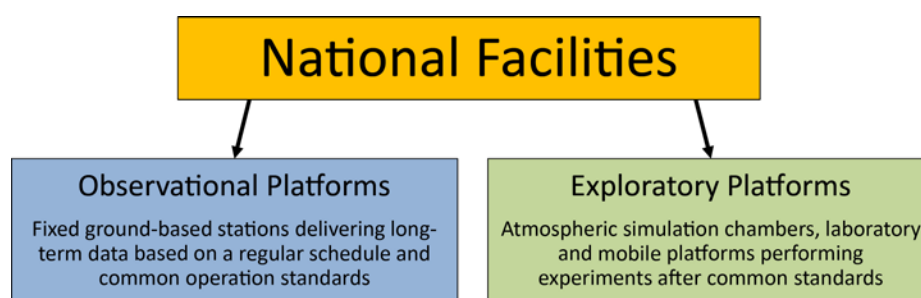 National Facilities
Observational Platforms
Fixed ground-based stations delivering long-
term data based on a regular schedule and
common operation standards
Exploratory Platforms
Atmospheric simulation chambers, laboratory
and mobile platforms performing
experiments after common standards